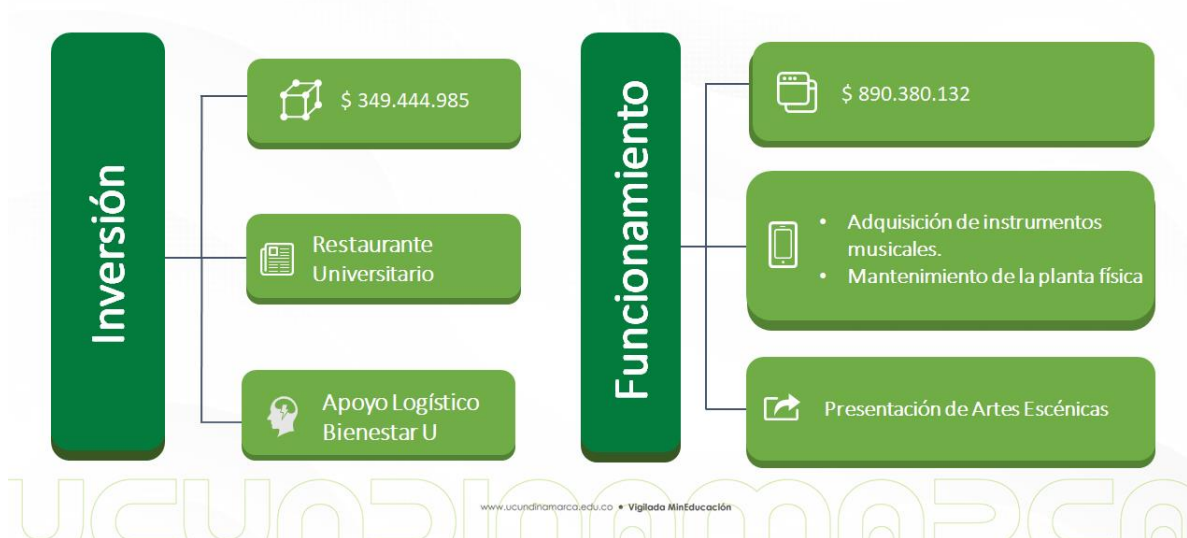 Inversión
$ 349.444.985
Restaurante
Universitario
Apoyo Logístico
Bienestar U
Funcionamiento
$ 890.380.132
• Adquisición de instrumentos
musicales.
• Mantenimiento de la planta física
Presentación de Artes Escénicas
UCUNDINAMARCA
www.ucundinamarca.edu.co • Vigilada MinEducación